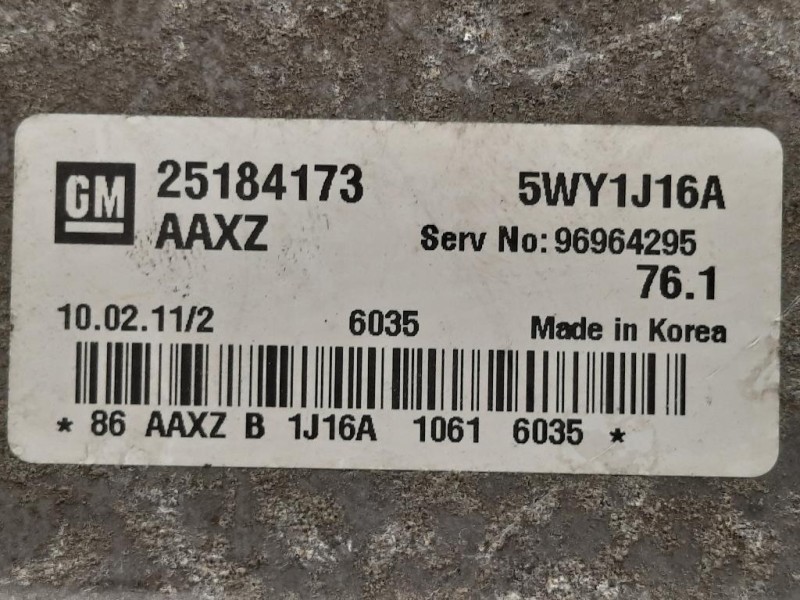 GM 25184173 5WY1J16A
AAXZ Serv No: 96964295
76.1
10.02.11/2 6035 Made in Korea
* 86 AAXZ B 1J16A 1061 6035 *